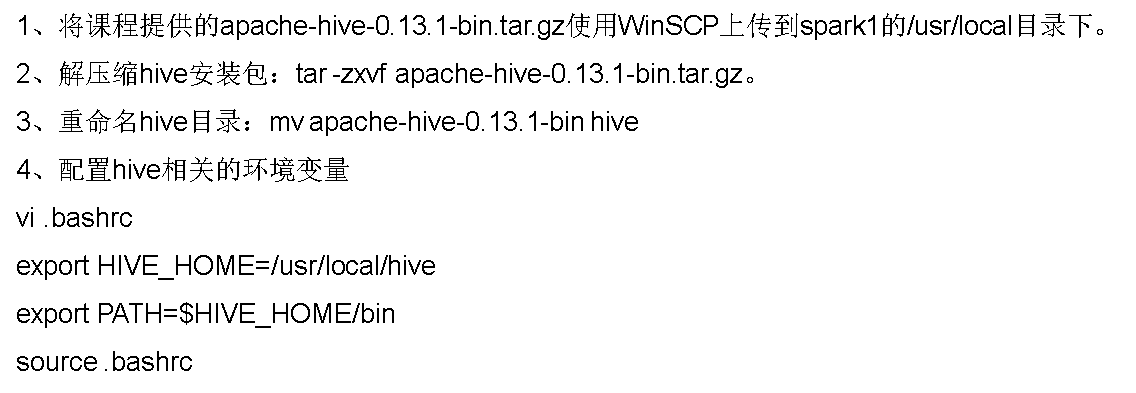 1、将课程提供的apache-hive-0.13.1-bin.tar.gz使用WinSCP上传到spark1的/usr/local目录下。
2、解压缩hive安装包：tar -zxvf apache-hive-0.13.1-bin.tar.gz。
3、重命名hive目录：mv apache-hive-0.13.1-bin hive
4、配置hive相关的环境变量
vi .bashrc
export HIVE_HOME=/usr/local/hive
export PATH=$HIVE_HOME/bin
source .bashrc